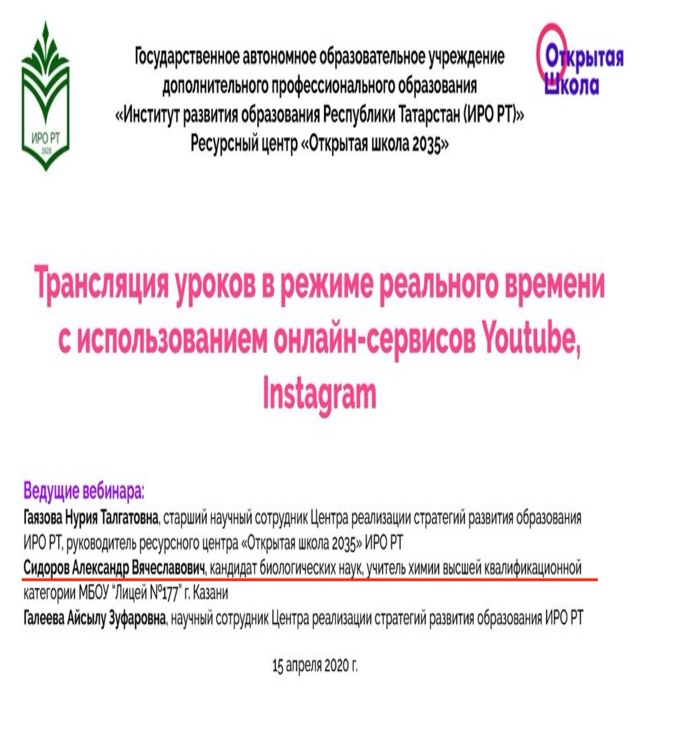 Государственное автономное образовательное учреждение
дополнительного профессионального образования
«Институт развития образования Республики Татарстан (ИРО РТ)»
Ресурсный центр «Открытая школа 2035»
ИРО РТ
Открытая
Школа
Трансляция уроков в режиме реального времени
с использованием онлайн-сервисов Youtube,
Instagram
Ведущие вебинара:
Гаязова Нурия Талгатовна, старший научный сотрудник Центра реализации стратегий развития образования
ИРО РТ, руководитель ресурсного центра «Открытая школа 2035» ИРО РТ
Сидоров Александр Вячеславович, кандидат биологических наук, учитель химии высшей квалификационной
категории МБОУ "Лицей №177" г. Казани
Галеева Айсылу Зуфаровна, научный сотрудник Центра реализации стратегий развития образования ИРО РТ
15 апреля 2020 г.